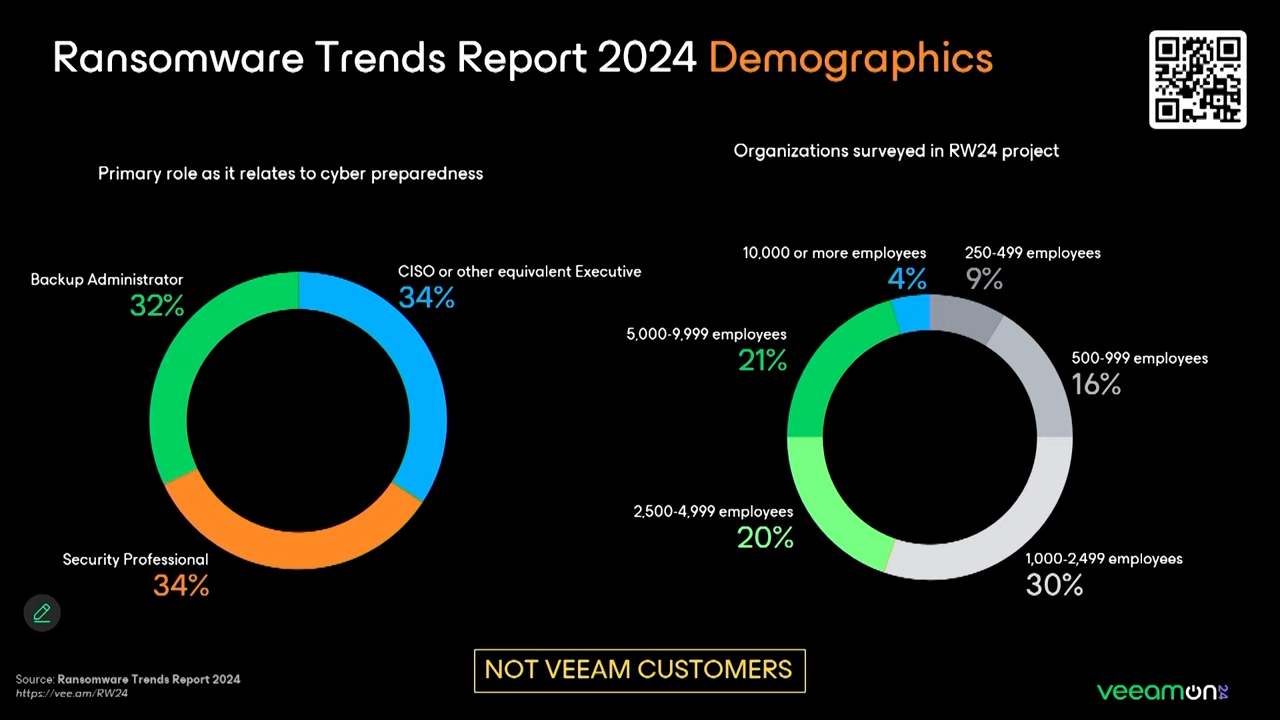 Ransomware Trends Report 2024 Demographics
Primary role as it relates to cyber preparedness
Backup Administrator
32%
CISO or other equivalent Executive
34%
Security Professional
34%
Organizations surveyed in RW24 project
10,000 or more employees
4%
250-499 employees
9%
5,000-9,999 employees
21%
500-999 employees
16%
2,500-4,999 employees
20%
1,000-2,499 employees
30%
NOT VEEAM CUSTOMERS
Source: Ransomware Trends Report 2024
https://vee.am/RW24
veeamon24